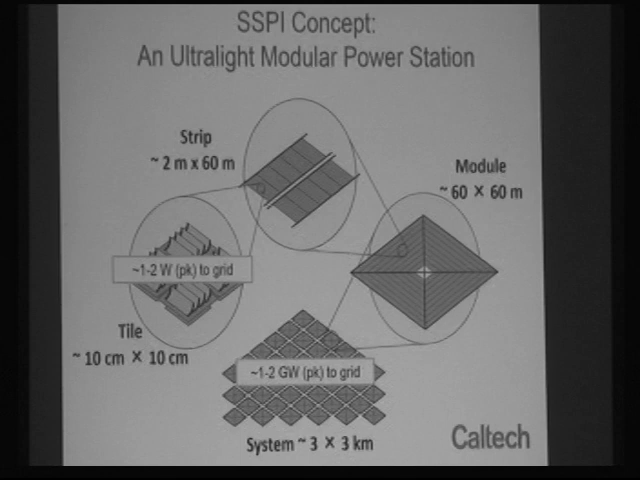 SSPI Concept:
An Ultralight Modular Power Station
Strip
~ 2 m x 60 m
Module
~ 60 × 60 m
~1-2 W (pk) to grid
Tile
~ 10 cm × 10 cm
~1-2 GW (pk) to grid
System ~ 3 × 3 km
Caltech